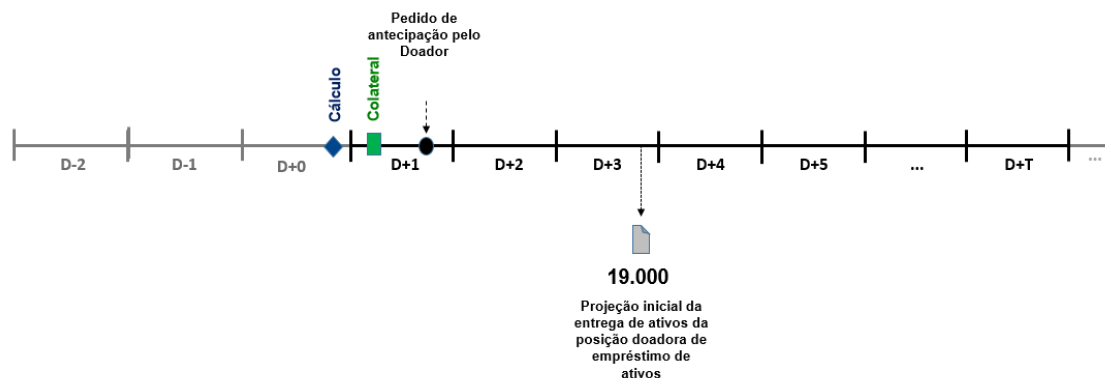 Pedido de
antecipação pelo
Doador
Cálculo
Colateral
D-2
D-1
D+0
D+1
D+2
D+3
D+4
D+5
...
D+T
...
19.000
Projeção inicial da
entrega de ativos da
posição doadora de
empréstimo de
ativos